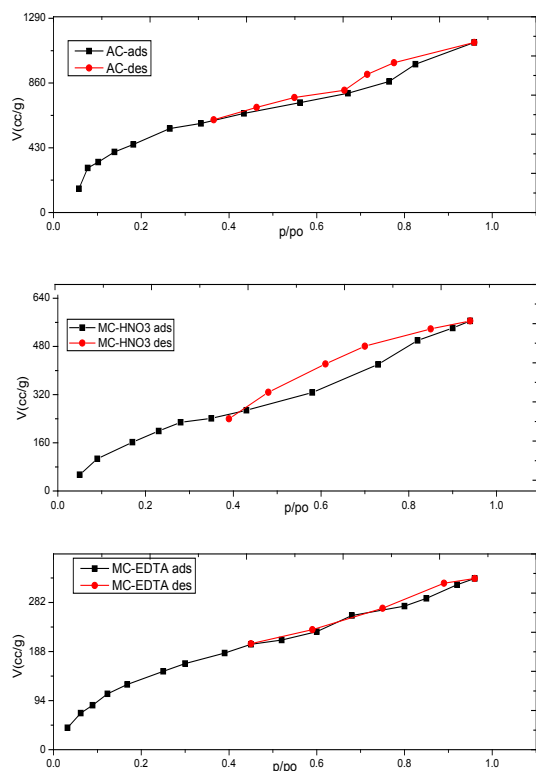 1290
860
430
0
V(cc/g)
AC-ads
AC-des
0.0 0.2 0.4 0.6 0.8 1.0
p/po
640
480
320
160
0
V(cc/g)
MC-HNO3 ads
MC-HNO3 des
0.0 0.2 0.4 0.6 0.8 1.0
p/po
282
188
94
0
V(cc/g)
MC-EDTA ads
MC-EDTA des
0.0 0.2 0.4 0.6 0.8 1.0
p/po